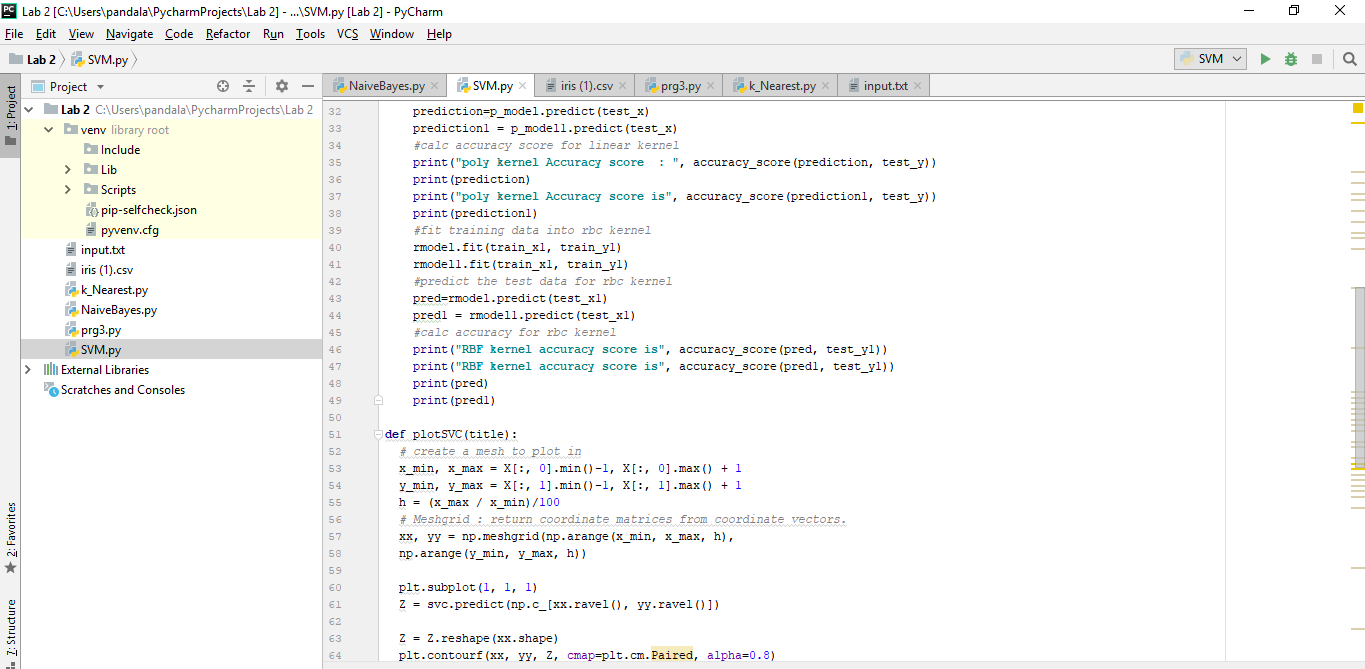 PC Lab 2 [C:\Users\pandala\PycharmProjects\Lab 2] - ...\SVM.py [Lab 2] - PyCharm
File Edit View Navigate Code Refactor Run Tools VCS Window Help
Lab 2 SVM.py SVM
Project NaiveBayes.py SVM.py iris (1).csv prg3.py k_Nearest.py input.txt
1: Project
Lab 2 C:\Users\pandala\PycharmProjects\Lab 2
venv library root
Include
Lib
Scripts
pip-selfcheck.json
pyvenv.cfg
input.txt
iris (1).csv
k_Nearest.py
NaiveBayes.py
prg3.py
SVM.py
External Libraries
Scratches and Consoles
2: Favorites
7: Structure
32 prediction=p_model.predict(test_x)
33 prediction1 = p_model1.predict(test_x)
34 #calc accuracy score for linear kernel
35 print("poly kernel Accuracy score  : ", accuracy_score(prediction, test_y))
36 print(prediction)
37 print("poly kernel Accuracy score is", accuracy_score(prediction1, test_y))
38 print(prediction1)
39 #fit training data into rbc kernel
40 rmodel.fit(train_x1, train_y1)
41 rmodel1.fit(train_x1, train_y1)
42 #predict the test data for rbc kernel
43 pred=rmodel.predict(test_x1)
44 pred1 = rmodel1.predict(test_x1)
45 #calc accuracy for rbc kernel
46 print("RBF kernel accuracy score is", accuracy_score(pred, test_y1))
47 print("RBF kernel accuracy score is", accuracy_score(pred1, test_y1))
48 print(pred)
49 print(pred1)
50
51 def plotSVC(title):
52 # create a mesh to plot in
53 x_min, x_max = X[:, 0].min()-1, X[:, 0].max() + 1
54 y_min, y_max = X[:, 1].min()-1, X[:, 1].max() + 1
55 h = (x_max / x_min)/100
56 # Meshgrid : return coordinate matrices from coordinate vectors.
57 xx, yy = np.meshgrid(np.arange(x_min, x_max, h),
58 np.arange(y_min, y_max, h))
59
60 plt.subplot(1, 1, 1)
61 Z = svc.predict(np.c_[xx.ravel(), yy.ravel()])
62
63 Z = Z.reshape(xx.shape)
64 plt.contourf(xx, yy, Z, cmap=plt.cm.Paired, alpha=0.8)